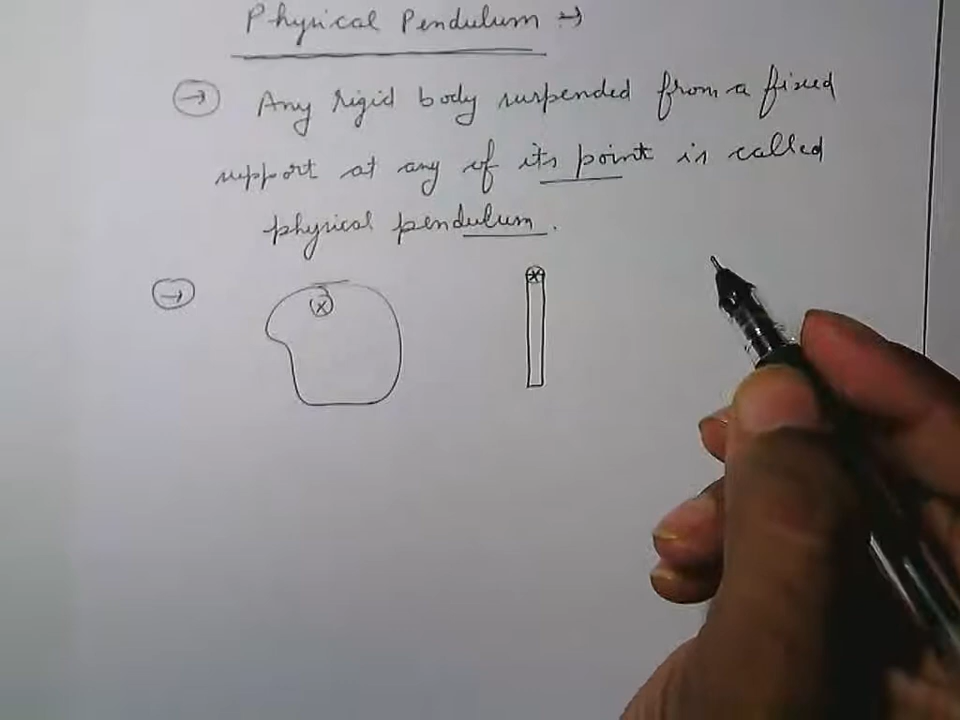 Physical Pendulum :→
→ Any rigid body suspended from a fixed
support at any of its point is called
physical pendulum.
→
x
x